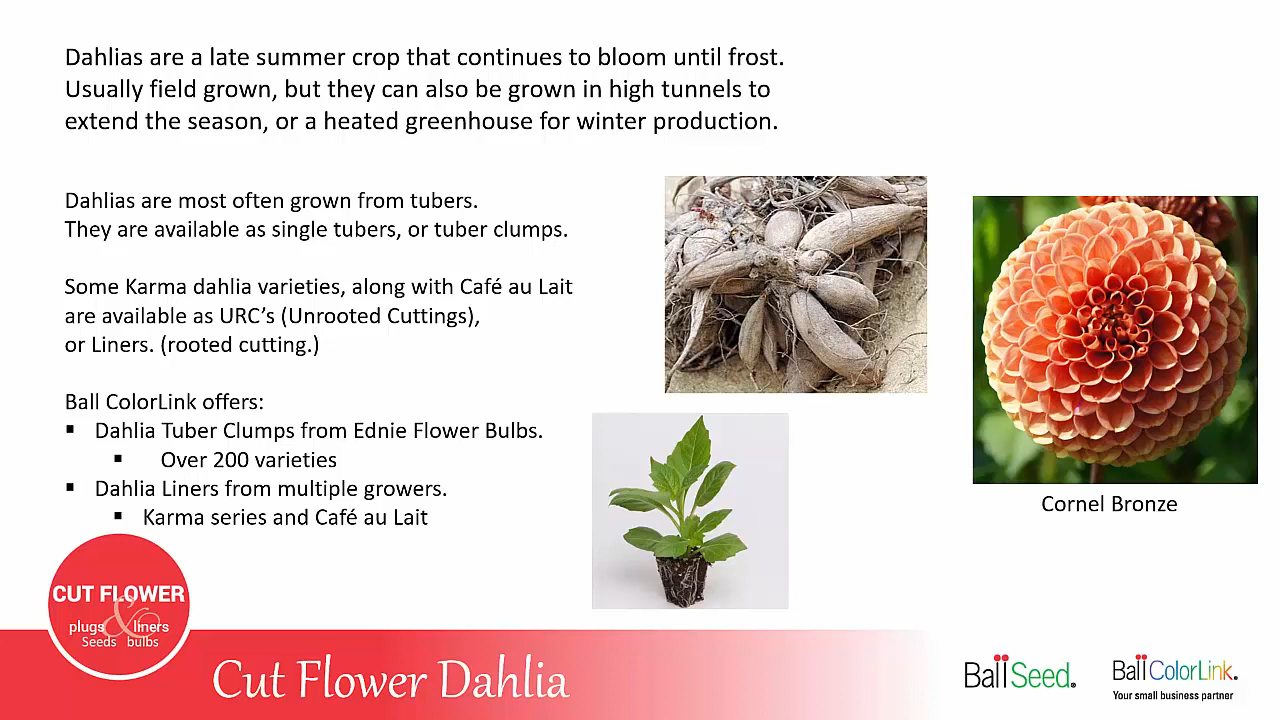 Dahlias are a late summer crop that continues to bloom until frost.
Usually field grown, but they can also be grown in high tunnels to
extend the season, or a heated greenhouse for winter production.
Dahlias are most often grown from tubers.
They are available as single tubers, or tuber clumps.
Some Karma dahlia varieties, along with Café au Lait
are available as URC’s (Unrooted Cuttings),
or Liners. (rooted cutting.)
Ball ColorLink offers:
▪ Dahlia Tuber Clumps from Ednie Flower Bulbs.
▪ Over 200 varieties
▪ Dahlia Liners from multiple growers.
▪ Karma series and Café au Lait
Cornel Bronze
CUT FLOWER
plugs & liners
Seeds bulbs
Cut Flower Dahlia
Ball Seed.
Ball ColorLink.
Your small business partner